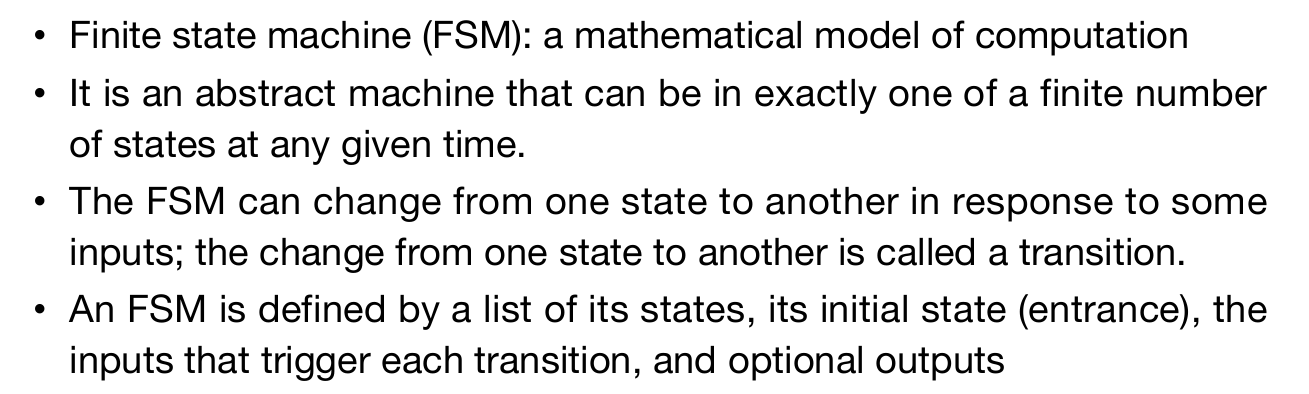 • Finite state machine (FSM): a mathematical model of computation
• It is an abstract machine that can be in exactly one of a finite number
of states at any given time.
• The FSM can change from one state to another in response to some
inputs; the change from one state to another is called a transition.
• An FSM is defined by a list of its states, its initial state (entrance), the
inputs that trigger each transition, and optional outputs